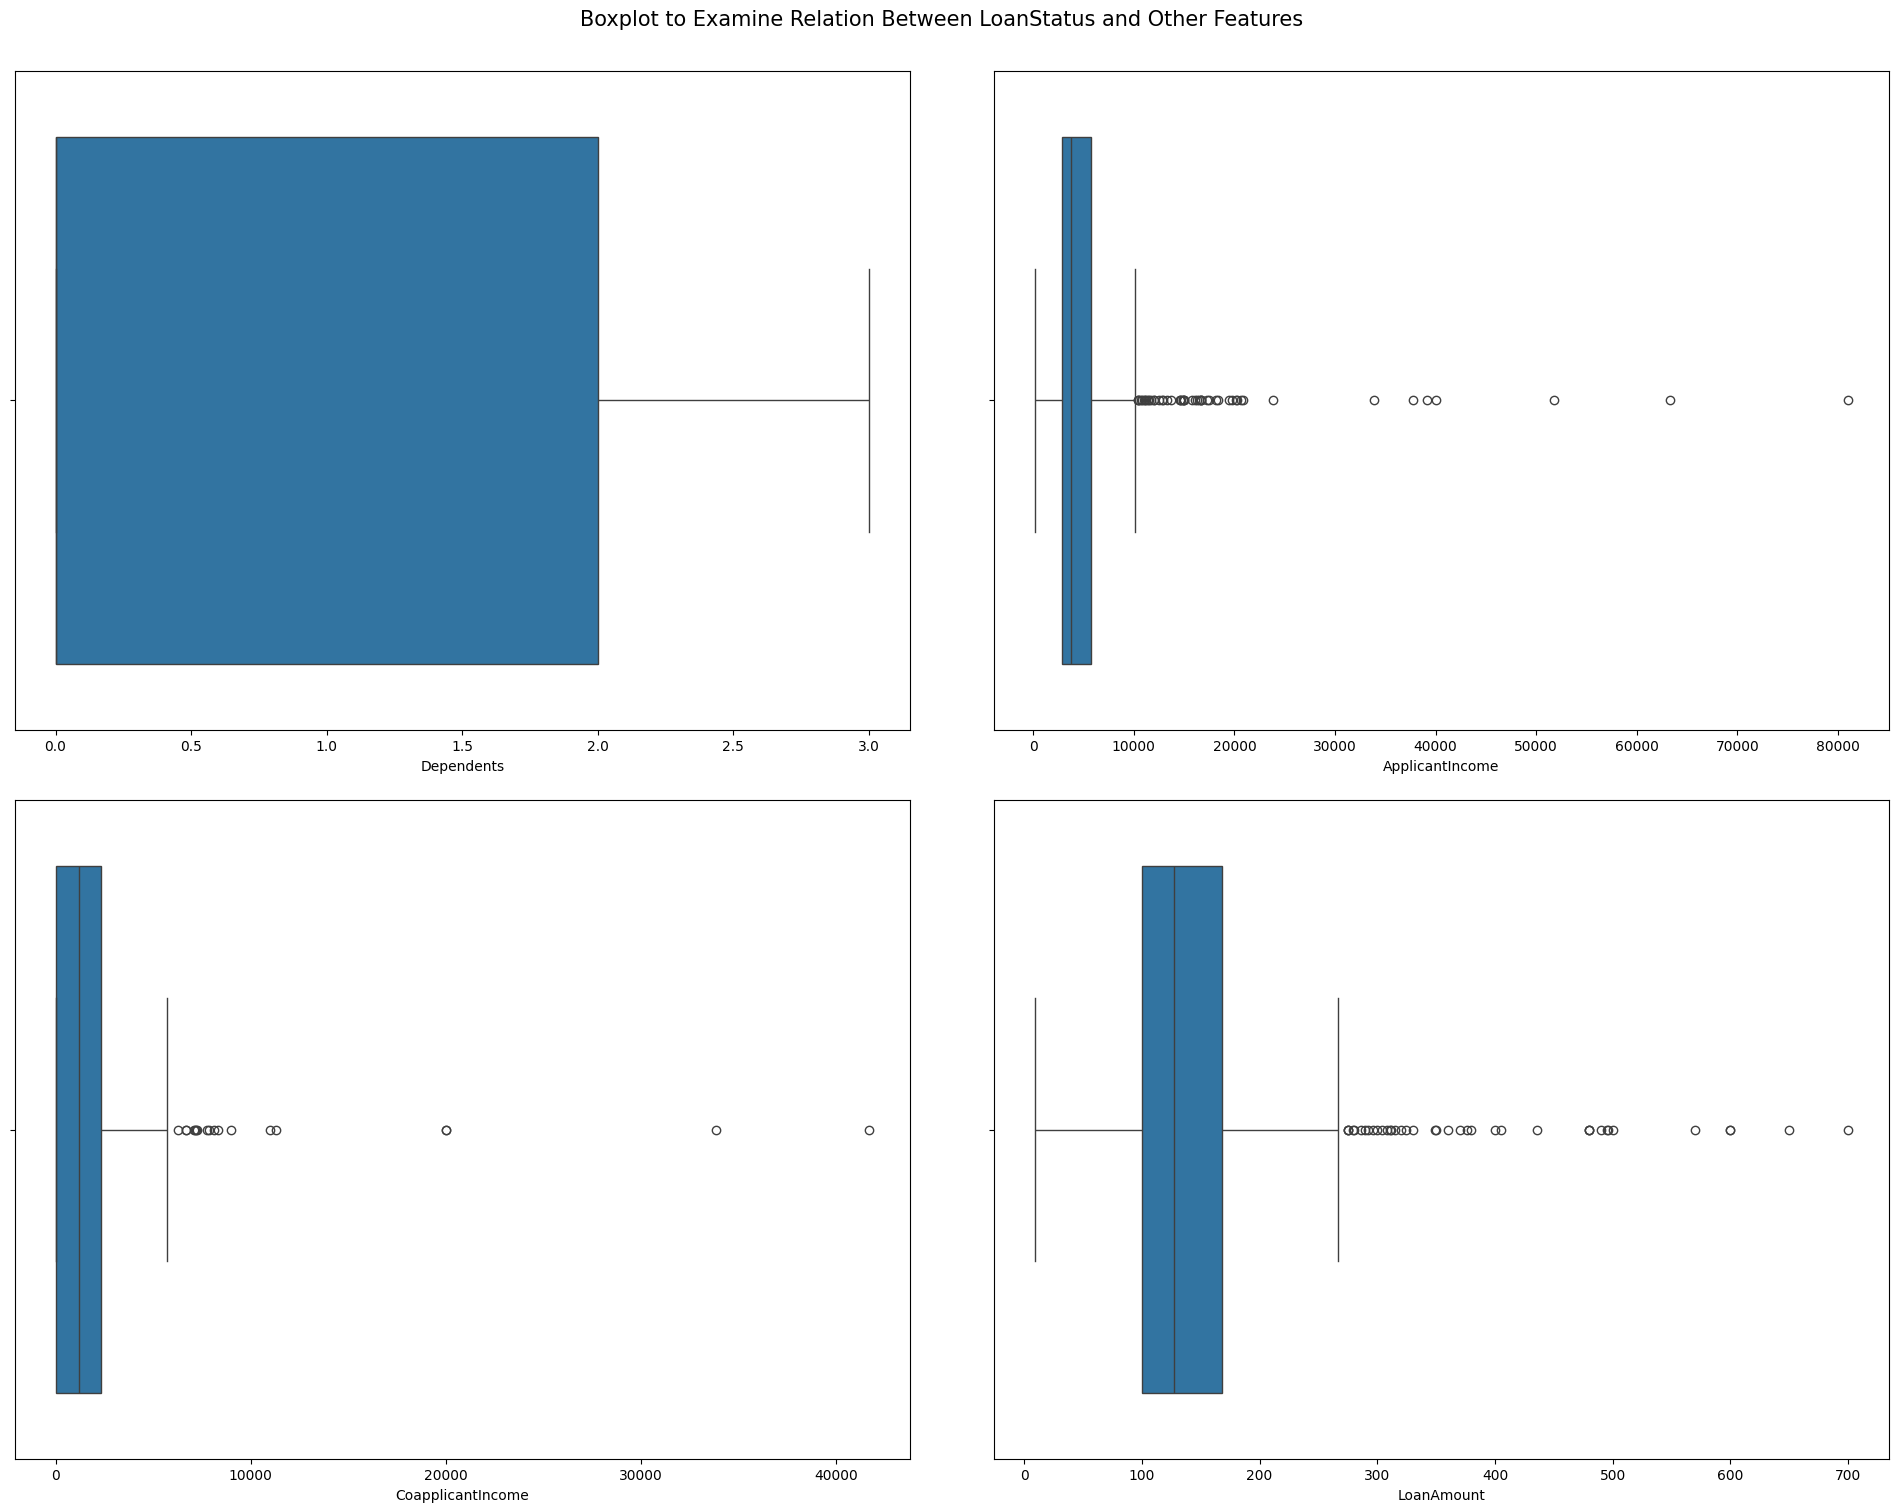 Boxplot to Examine Relation Between LoanStatus and Other Features
0.0 0.5 1.0 1.5 2.0 2.5 3.0
Dependents
0 10000 20000 30000 40000 50000 60000 70000 80000
ApplicantIncome
0 10000 20000 30000 40000
CoapplicantIncome
0 100 200 300 400 500 600 700
LoanAmount